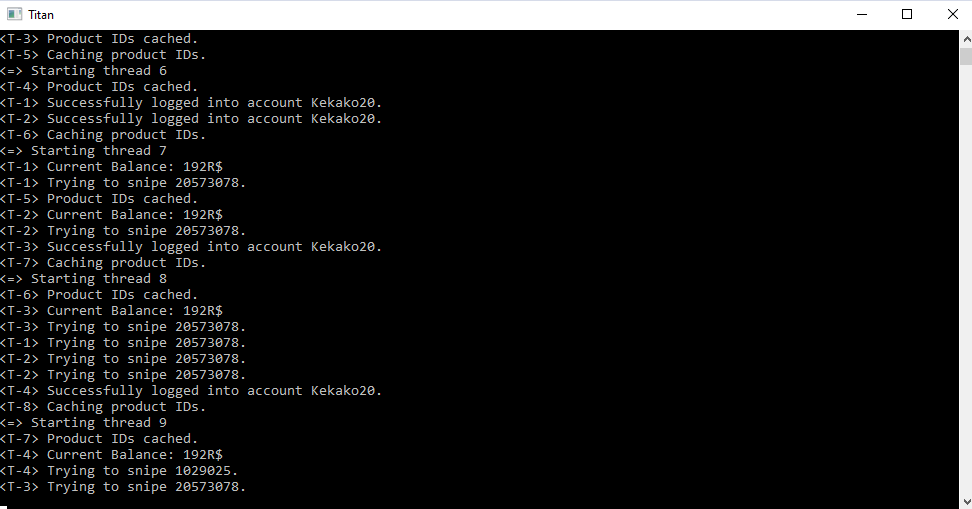 Titan
<T-3> Product IDs cached.
<T-5> Caching product IDs.
<=> Starting thread 6
<T-4> Product IDs cached.
<T-1> Successfully logged into account Kekako20.
<T-2> Successfully logged into account Kekako20.
<T-6> Caching product IDs.
<=> Starting thread 7
<T-1> Current Balance: 192R$
<T-1> Trying to snipe 20573078.
<T-5> Product IDs cached.
<T-2> Current Balance: 192R$
<T-2> Trying to snipe 20573078.
<T-3> Successfully logged into account Kekako20.
<T-7> Caching product IDs.
<=> Starting thread 8
<T-6> Product IDs cached.
<T-3> Current Balance: 192R$
<T-3> Trying to snipe 20573078.
<T-1> Trying to snipe 20573078.
<T-2> Trying to snipe 20573078.
<T-2> Trying to snipe 20573078.
<T-4> Successfully logged into account Kekako20.
<T-8> Caching product IDs.
<=> Starting thread 9
<T-7> Product IDs cached.
<T-4> Current Balance: 192R$
<T-4> Trying to snipe 1029025.
<T-3> Trying to snipe 20573078.